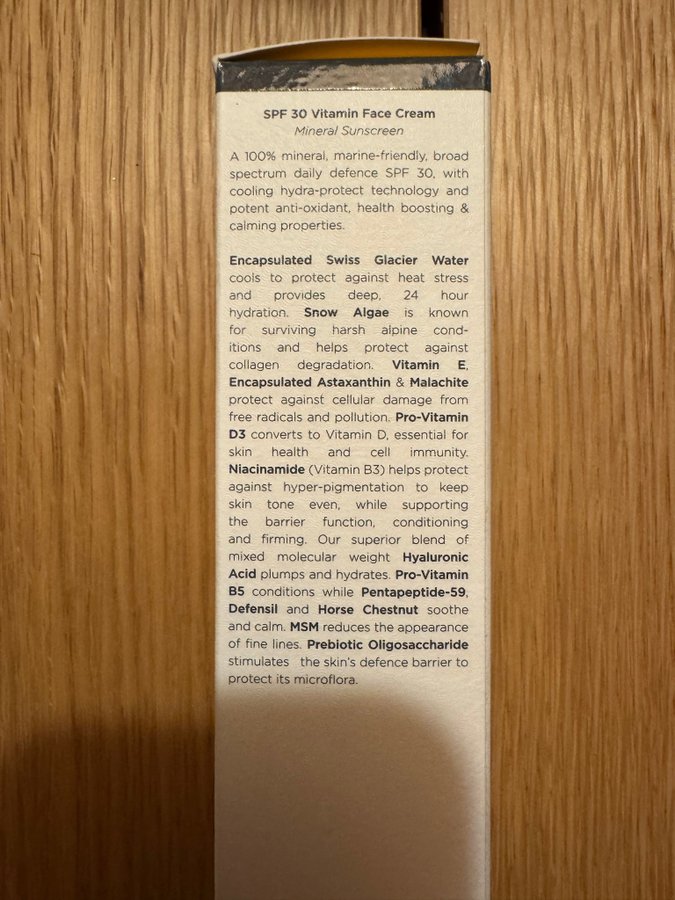 SPF 30 Vitamin Face Cream
Mineral Sunscreen
A 100% mineral, marine-friendly, broad
spectrum daily defence SPF 30, with
cooling hydra-protect technology and
potent anti-oxidant, health boosting &
calming properties.
Encapsulated Swiss Glacier Water
cools to protect against heat stress
and provides deep, 24 hour
hydration. Snow Algae is known
for surviving harsh alpine cond-
itions and helps protect against
collagen degradation. Vitamin E,
Encapsulated Astaxanthin & Malachite
protect against cellular damage from
free radicals and pollution. Pro-Vitamin
D3 converts to Vitamin D, essential for
skin health and cell immunity.
Niacinamide (Vitamin B3) helps protect
against hyper-pigmentation to keep
skin tone even, while supporting
the barrier function, conditioning
and firming. Our superior blend of
mixed molecular weight Hyaluronic
Acid plumps and hydrates. Pro-Vitamin
B5 conditions while Pentapeptide-59,
Defensil and Horse Chestnut soothe
and calm. MSM reduces the appearance
of fine lines. Prebiotic Oligosaccharide
stimulates the skin's defence barrier to
protect its microflora.